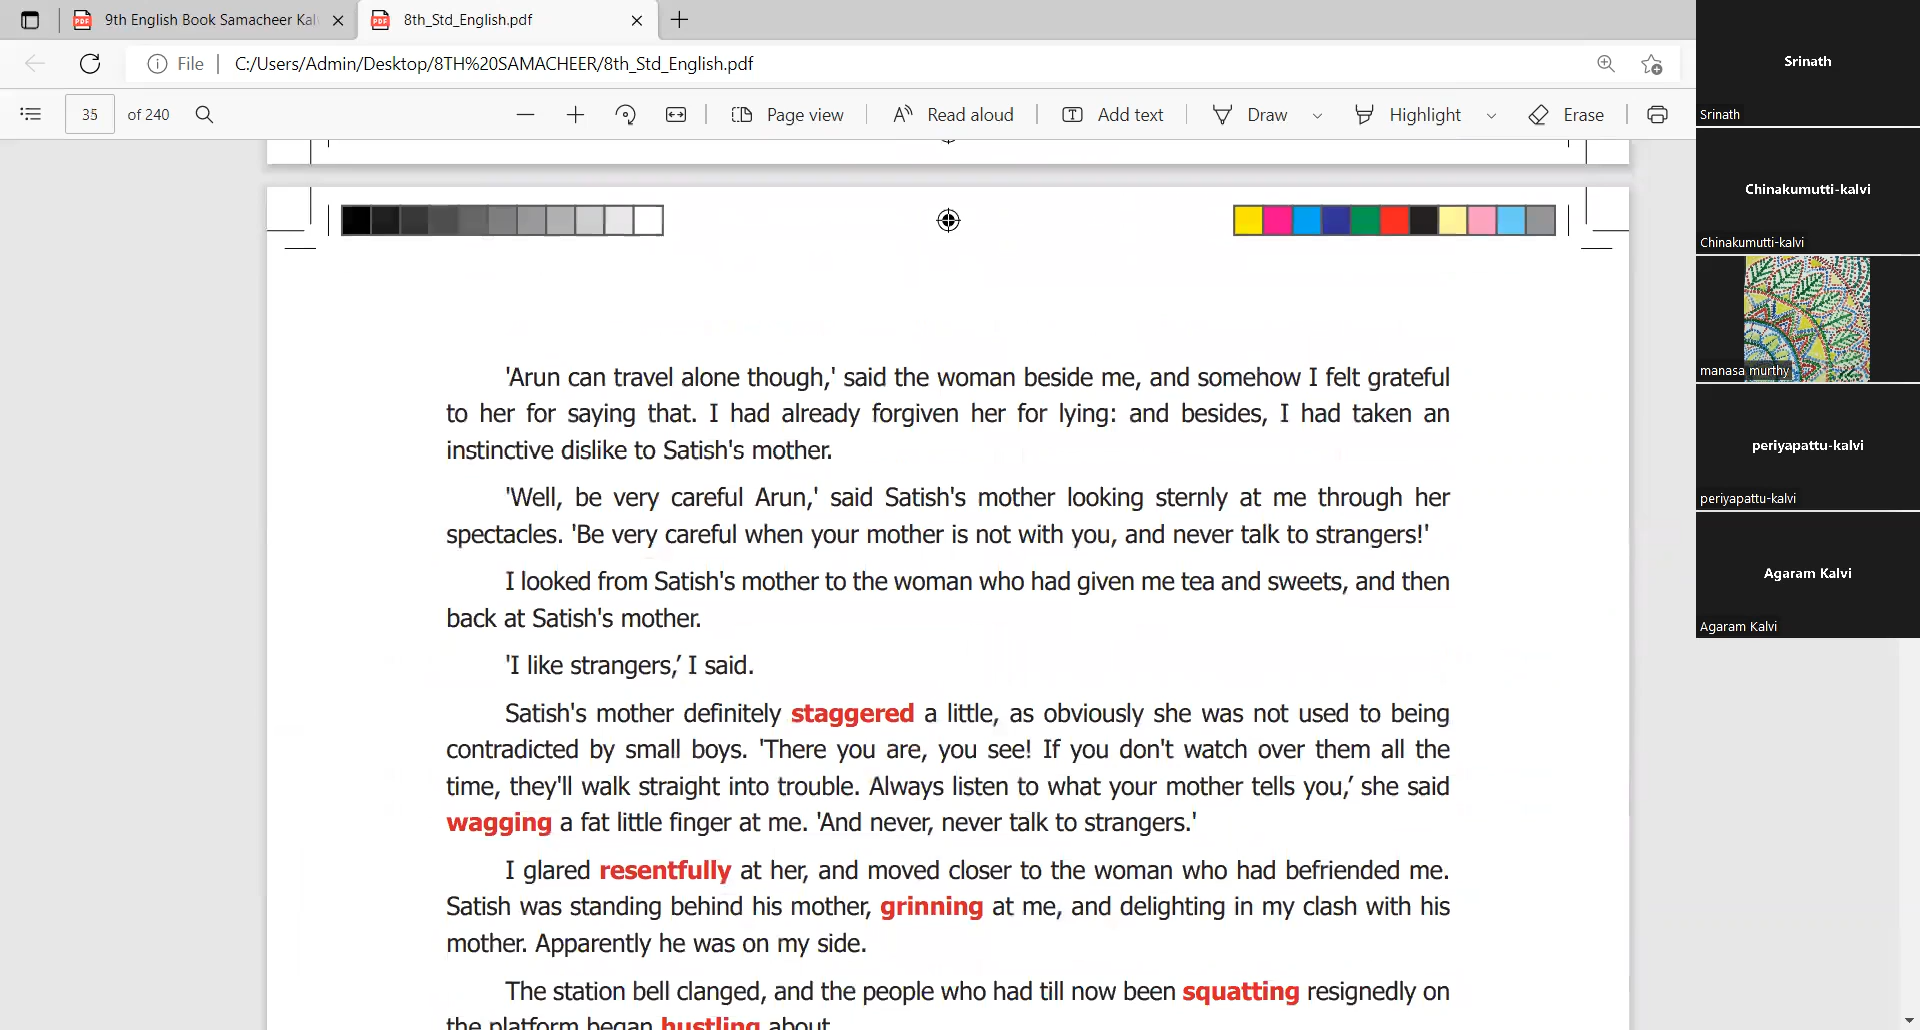 9th English Book Samacheer Kal
8th_Std_English.pdf
File
C:/Users/Admin/Desktop/8TH%20SAMACHEER/8th_Std_English.pdf
35
of 240
Page view
Read aloud
Add text
Draw
Highlight
Erase
'Arun can travel alone though,' said the woman beside me, and somehow I felt grateful
to her for saying that. I had already forgiven her for lying: and besides, I had taken an
instinctive dislike to Satish's mother.
'Well, be very careful Arun,' said Satish's mother looking sternly at me through her
spectacles. 'Be very careful when your mother is not with you, and never talk to strangers!'
I looked from Satish's mother to the woman who had given me tea and sweets, and then
back at Satish's mother.
'I like strangers,’ I said.
Satish's mother definitely staggered a little, as obviously she was not used to being
contradicted by small boys. 'There you are, you see! If you don't watch over them all the
time, they'll walk straight into trouble. Always listen to what your mother tells you,’ she said
wagging a fat little finger at me. 'And never, never talk to strangers.'
I glared resentfully at her, and moved closer to the woman who had befriended me.
Satish was standing behind his mother, grinning at me, and delighting in my clash with his
mother. Apparently he was on my side.
The station bell clanged, and the people who had till now been squatting resignedly on
the platform began hustling about.
Srinath
Srinath
Chinakumutti-kalvi
Chinakumutti-kalvi
manasa murthy
periyapattu-kalvi
periyapattu-kalvi
Agaram Kalvi
Agaram Kalvi